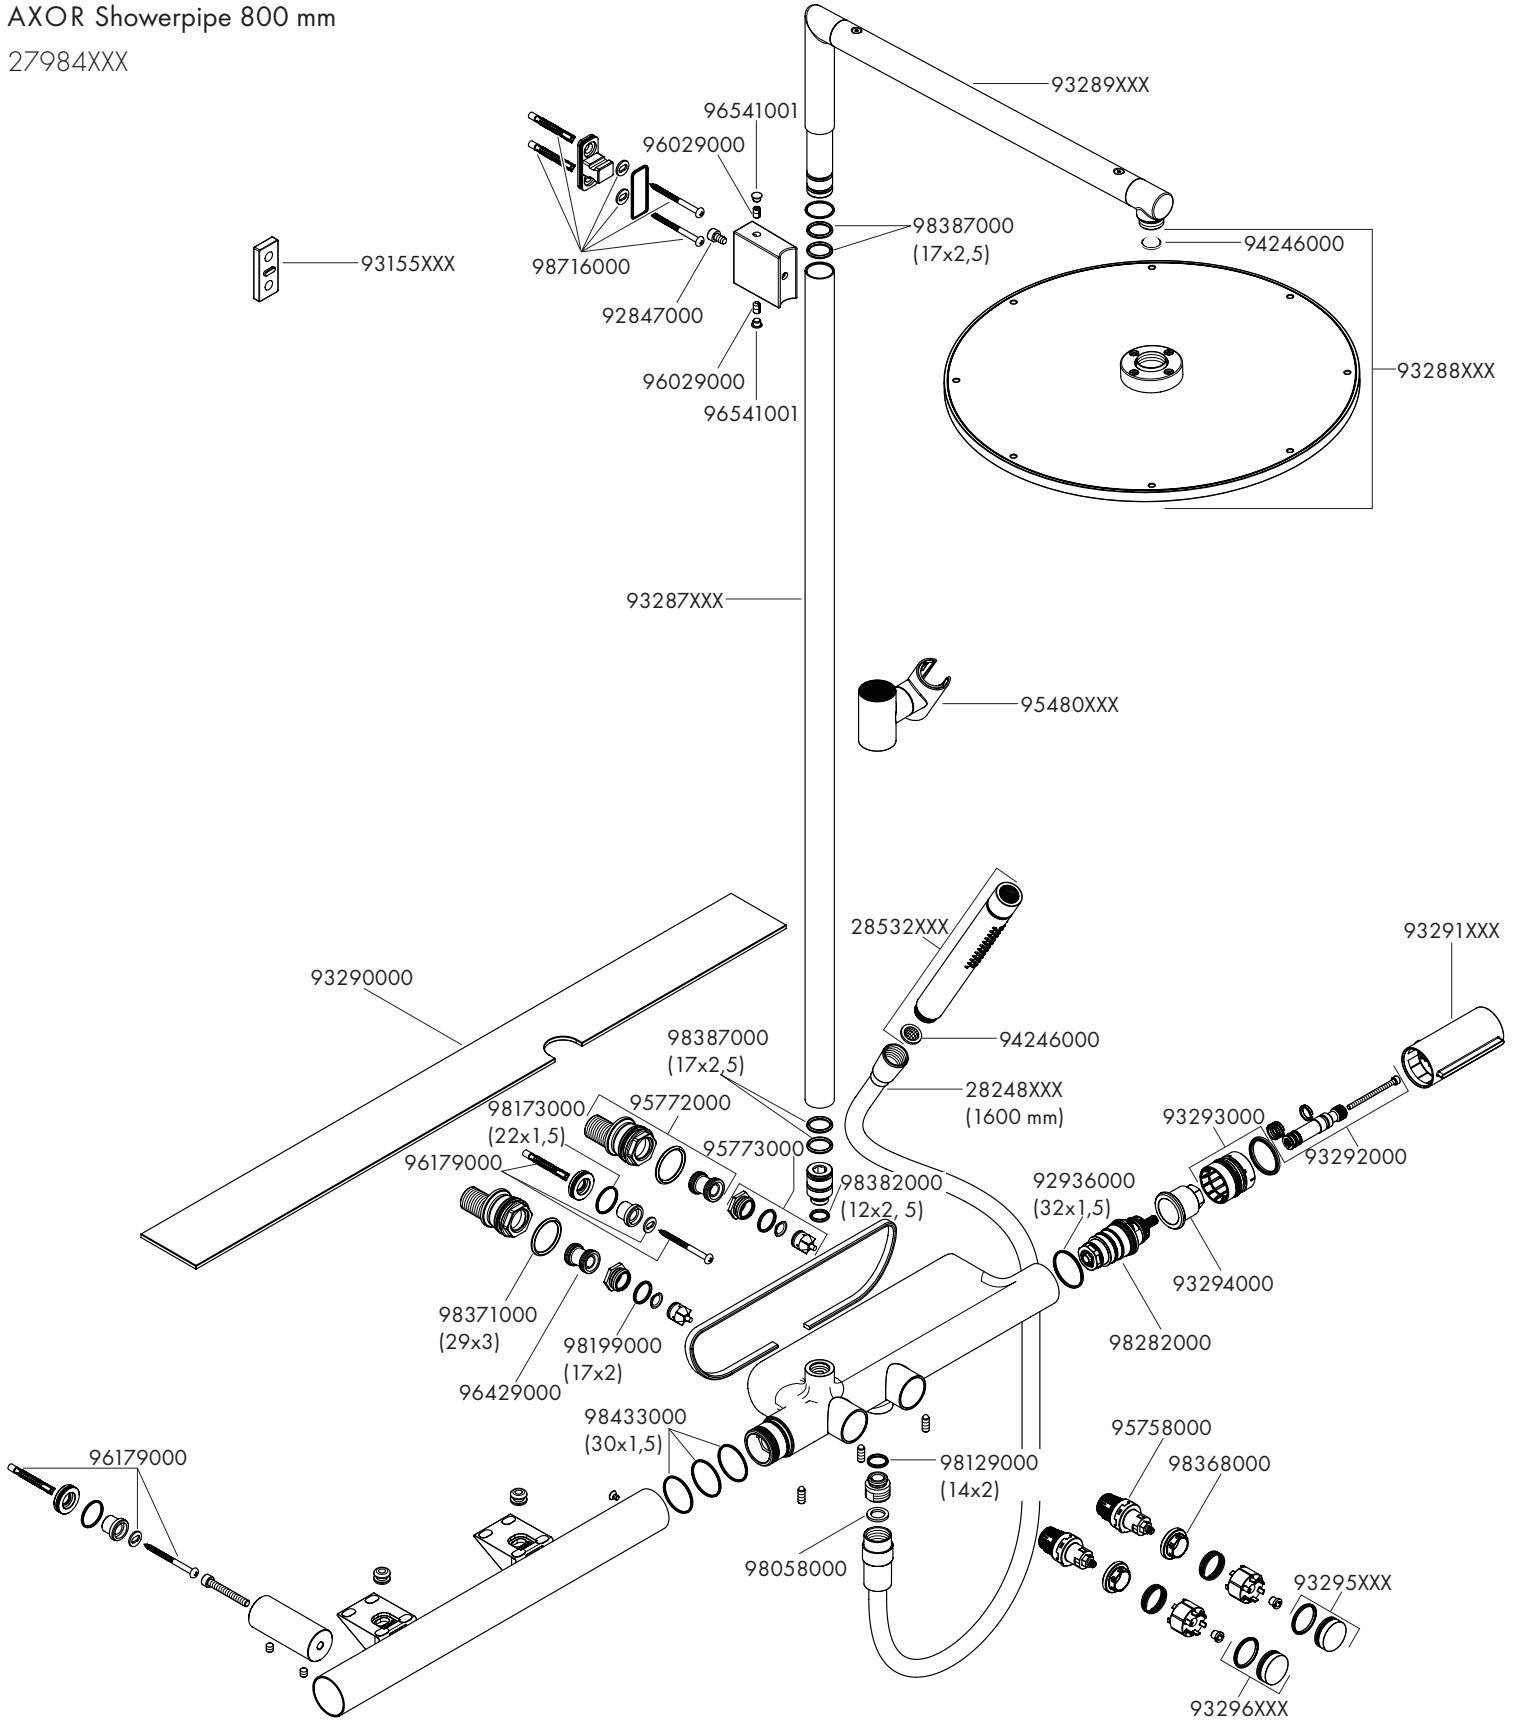 AXOR Showerpipe 800 mm
27984XXX
93289XXX
96541001
96029000
98387000
(17x2,5)
94246000
93155XXX
98716000
92847000
96029000
96541001
93288XXX
93287XXX
95480XXX
28532XXX
93291XXX
93290000
98387000
(17x2,5)
94246000
28248XXX
(1600 mm)
98173000
(22x1,5)
95772000
93293000
95773000
96179000
93292000
98382000
(12x2, 5)
92936000
(32x1,5)
93294000
98371000
(29x3)
98199000
(17x2)
98282000
96429000
98433000
(30x1,5)
95758000
96179000
98129000
(14x2)
98368000
98058000
93295XXX
93296XXX